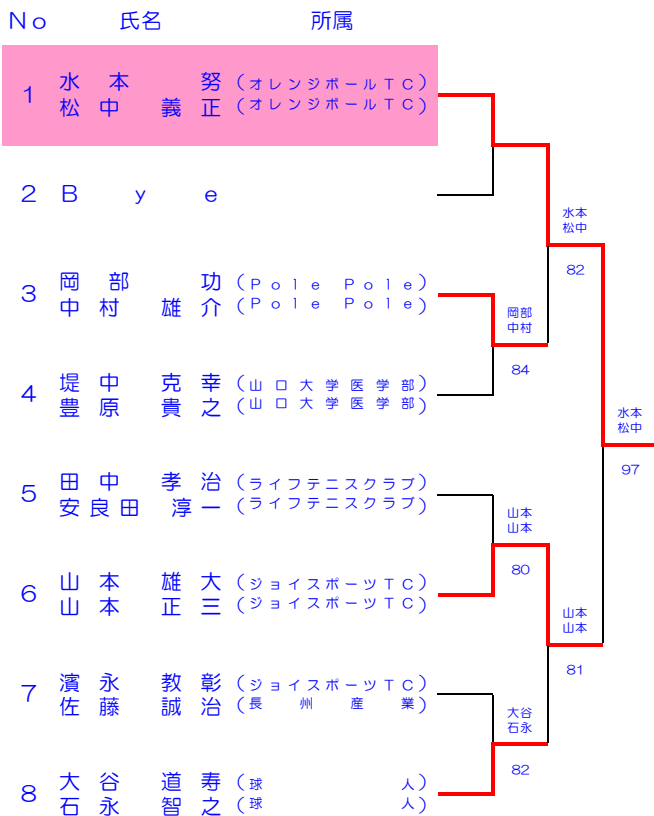 No 氏名 所属
1 水本 努 (オレンジボールTC)
松中 義正 (オレンジボールTC)
2 Bye
水本
松中
82
3 岡部 功 (Pole Pole)
中村 雄介 (Pole Pole)
岡部
中村
84
4 堤中 克幸 (山口大学医学部)
豊原 貴之 (山口大学医学部)
水本
松中
97
5 田中 孝治 (ライフテニスクラブ)
安良田 淳一 (ライフテニスクラブ)
山本
山本
80
6 山本 雄大 (ジョイスポーツTC)
山本 正三 (ジョイスポーツTC)
山本
山本
81
7 濱永 教彰 (ジョイスポーツTC)
佐藤 誠治 (長州産業)
大谷
石永
82
8 大谷 道寿 (球人)
石永 智之 (球人)